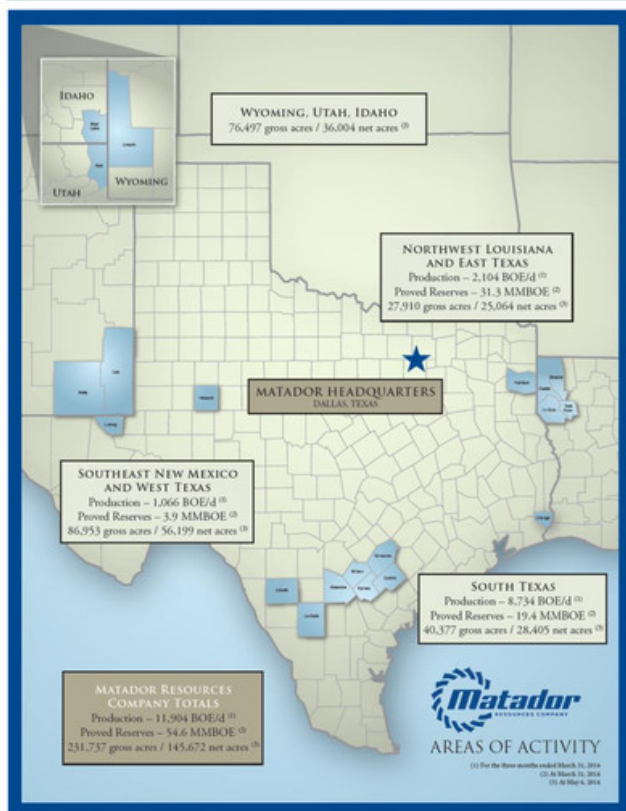 IDAHO
UTAH
WYOMING
WYOMING, UTAH, IDAHO
76,497 gross acres / 36,004 net acres (3)
NORTHWEST LOUISIANA
AND EAST TEXAS
Production – 2,104 BOE/d (1)
Proved Reserves – 31.3 MMBOE (2)
27,910 gross acres / 25,064 net acres (3)
MATADOR HEADQUARTERS
DALLAS, TEXAS
SOUTHEAST NEW MEXICO
AND WEST TEXAS
Production – 1,066 BOE/d (1)
Proved Reserves – 3.9 MMBOE (2)
86,953 gross acres / 56,199 net acres (3)
SOUTH TEXAS
Production – 8,734 BOE/d (1)
Proved Reserves – 19.4 MMBOE (2)
40,377 gross acres / 28,405 net acres (3)
MATADOR RESOURCES
COMPANY TOTALS
Production – 11,904 BOE/d (1)
Proved Reserves – 54.6 MMBOE (2)
231,737 gross acres / 145,672 net acres (3)
Matador
RESOURCES COMPANY
AREAS OF ACTIVITY
(1) For the three months ended March 31, 2014
(2) At March 31, 2014
(3) At May 6, 2014